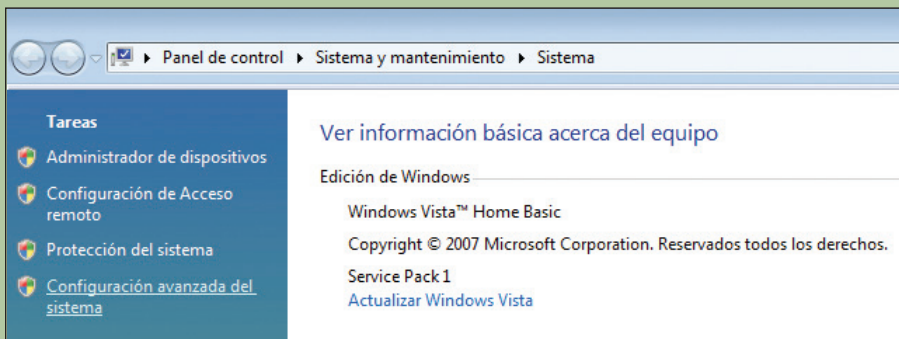 Panel de control
Sistema y mantenimiento
Sistema
Tareas
Administrador de dispositivos
Configuración de Acceso
remoto
Protección del sistema
Configuración avanzada del
sistema
Ver información básica acerca del equipo
Edición de Windows
Windows Vista™ Home Basic
Copyright © 2007 Microsoft Corporation. Reservados todos los derechos.
Service Pack 1
Actualizar Windows Vista